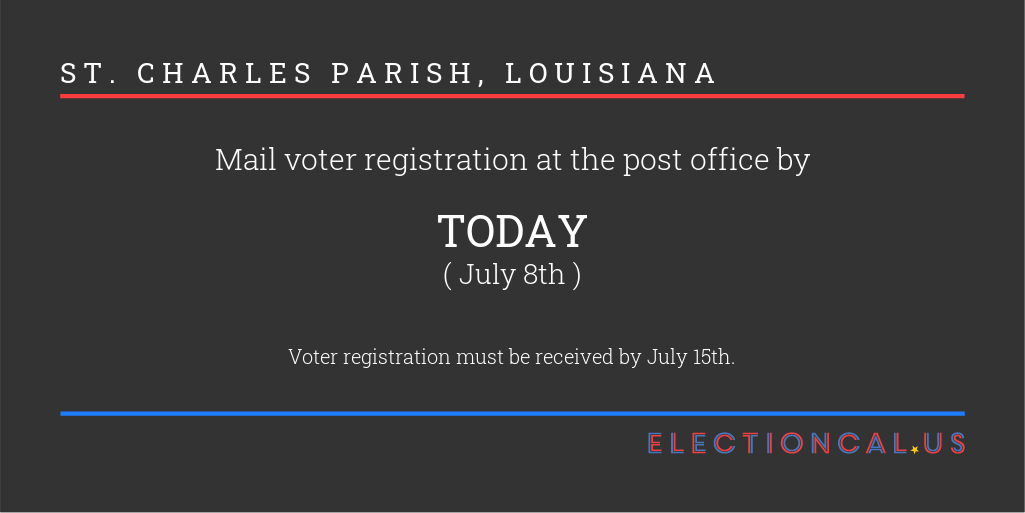 ST. CHARLES PARISH, LOUISIANA
Mail voter registration at the post office by
TODAY
( July 8th )
Voter registration must be received by July 15th.
ELECTIONCAL.US